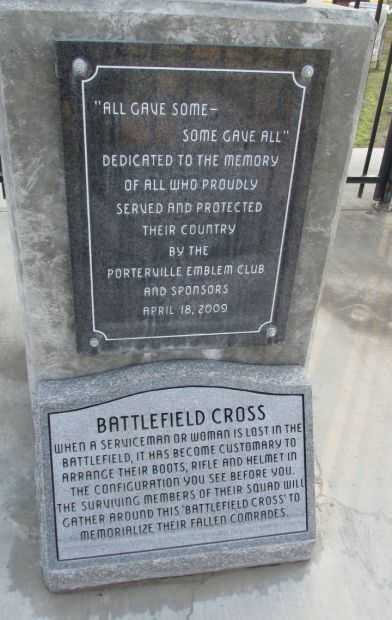 "ALL GAVE SOME-
SOME GAVE ALL"
DEDICATED TO THE MEMORY
OF ALL WHO PROUDLY
SERVED AND PROTECTED
THEIR COUNTRY
BY THE
PORTERVILLE EMBLEM CLUB
AND SPONSORS
APRIL 18, 2009
BATTLEFIELD CROSS
WHEN A SERVICEMAN OR WOMAN IS LOST IN THE
BATTLEFIELD, IT HAS BECOME CUSTOMARY TO
ARRANGE THEIR BOOTS, RIFLE AND HELMET IN
THE CONFIGURATION YOU SEE BEFORE YOU.
THE SURVIVING MEMBERS OF THEIR SQUAD WILL
GATHER AROUND THIS 'BATTLEFIELD CROSS' TO
MEMORIALIZE THEIR FALLEN COMRADES.